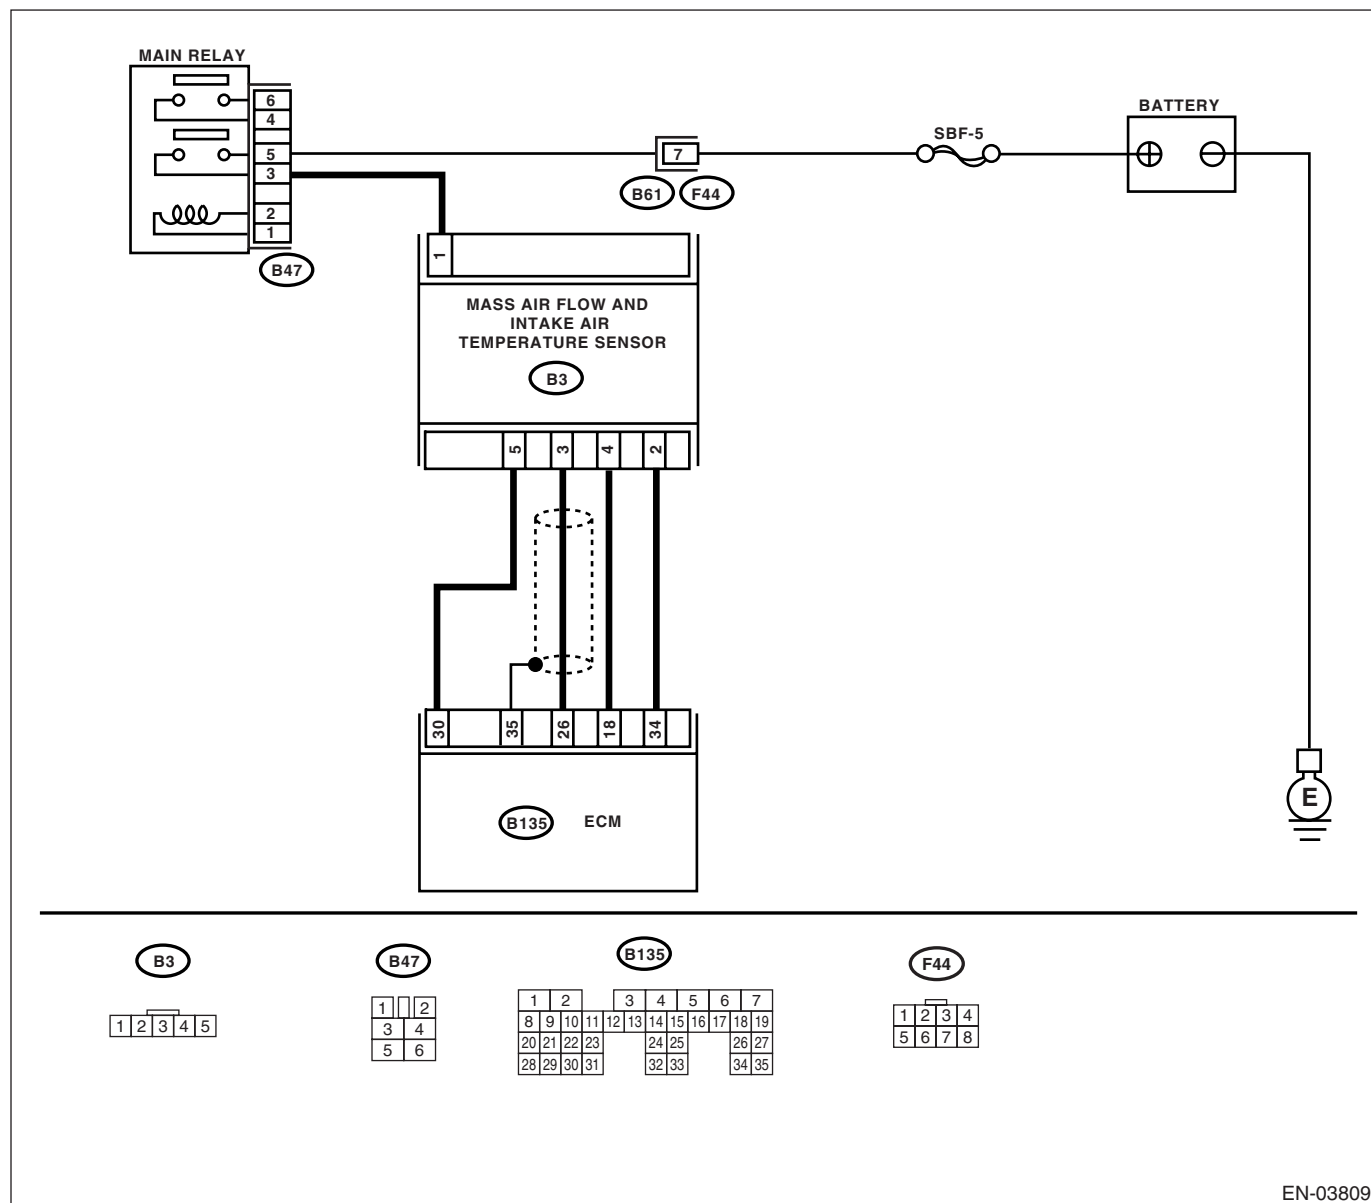 MAIN RELAY
6
4
5
3
2
1
B47
7
B61 F44
SBF-5
BATTERY
1
MASS AIR FLOW AND
INTAKE AIR
TEMPERATURE SENSOR
B3
5 3 4 2
30 35 26 18 34
B135 ECM
E
B3
1 2 3 4 5
B47
1 2
3 4
5 6
B135
1 2 3 4 5 6 7
8 9 10 11 12 13 14 15 16 17 18 19
20 21 22 23 24 25 26 27
28 29 30 31 32 33 34 35
F44
1 2 3 4
5 6 7 8
EN-03809